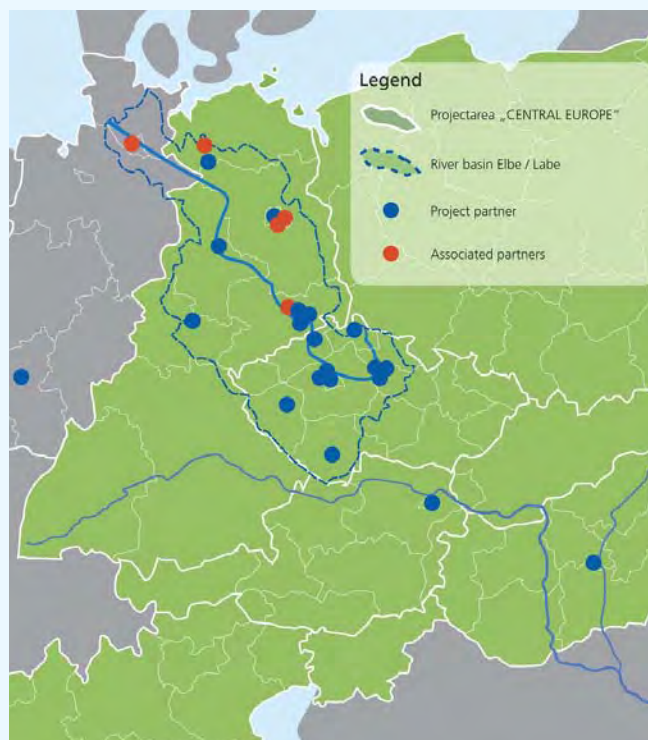 Legend
Projectarea „CENTRAL EUROPE“
River basin Elbe / Labe
Project partner
Associated partners